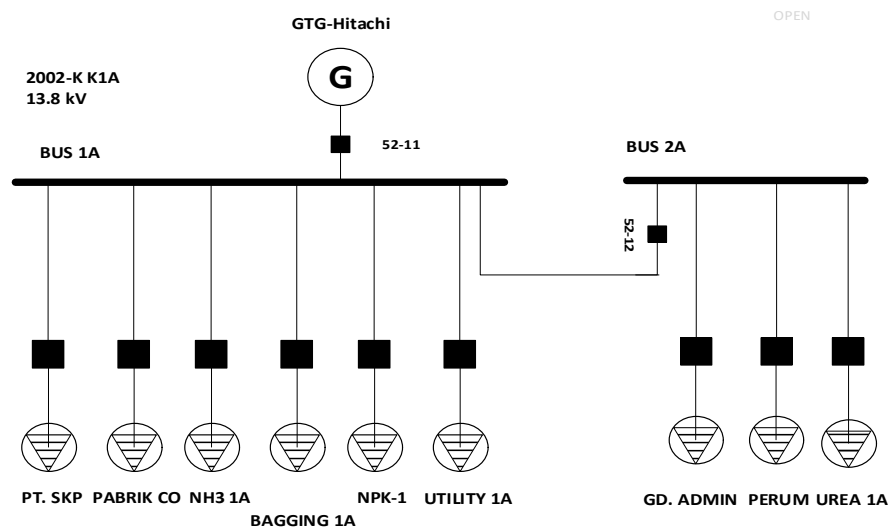 OPEN
GTG-Hitachi
G
2002-K K1A
13.8 kV
52-11
BUS 1A
BUS 2A
52-12
PT. SKP
PABRIK CO
NH3 1A
BAGGING 1A
NPK-1
UTILITY 1A
GD. ADMIN
PERUM
UREA 1A